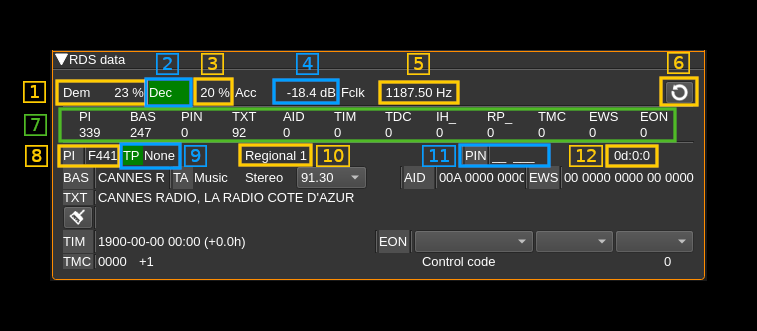 ▼RDS data
2 3 4 5 6
1 Dem 23 % Dec 20 % Acc -18.4 dB Fclk 1187.50 Hz
7 PI BAS PIN TXT AID TIM TDC IH_ RP_ TMC EWS EON
339 247 0 92 0 0 0 0 0 0 0 0
8 PI F441 TP None 9 Regional 1 10 11 PIN __ ___ 12 0d:0:0
BAS CANNES R TA Music Stereo 91.30 AID 00A 0000 0000 EWS 00 0000 0000 00 0000
TXT CANNES RADIO, LA RADIO COTE D'AZUR
TIM 1900-00-00 00:00 (+0.0h) EON
TMC 0000 +1 Control code 0